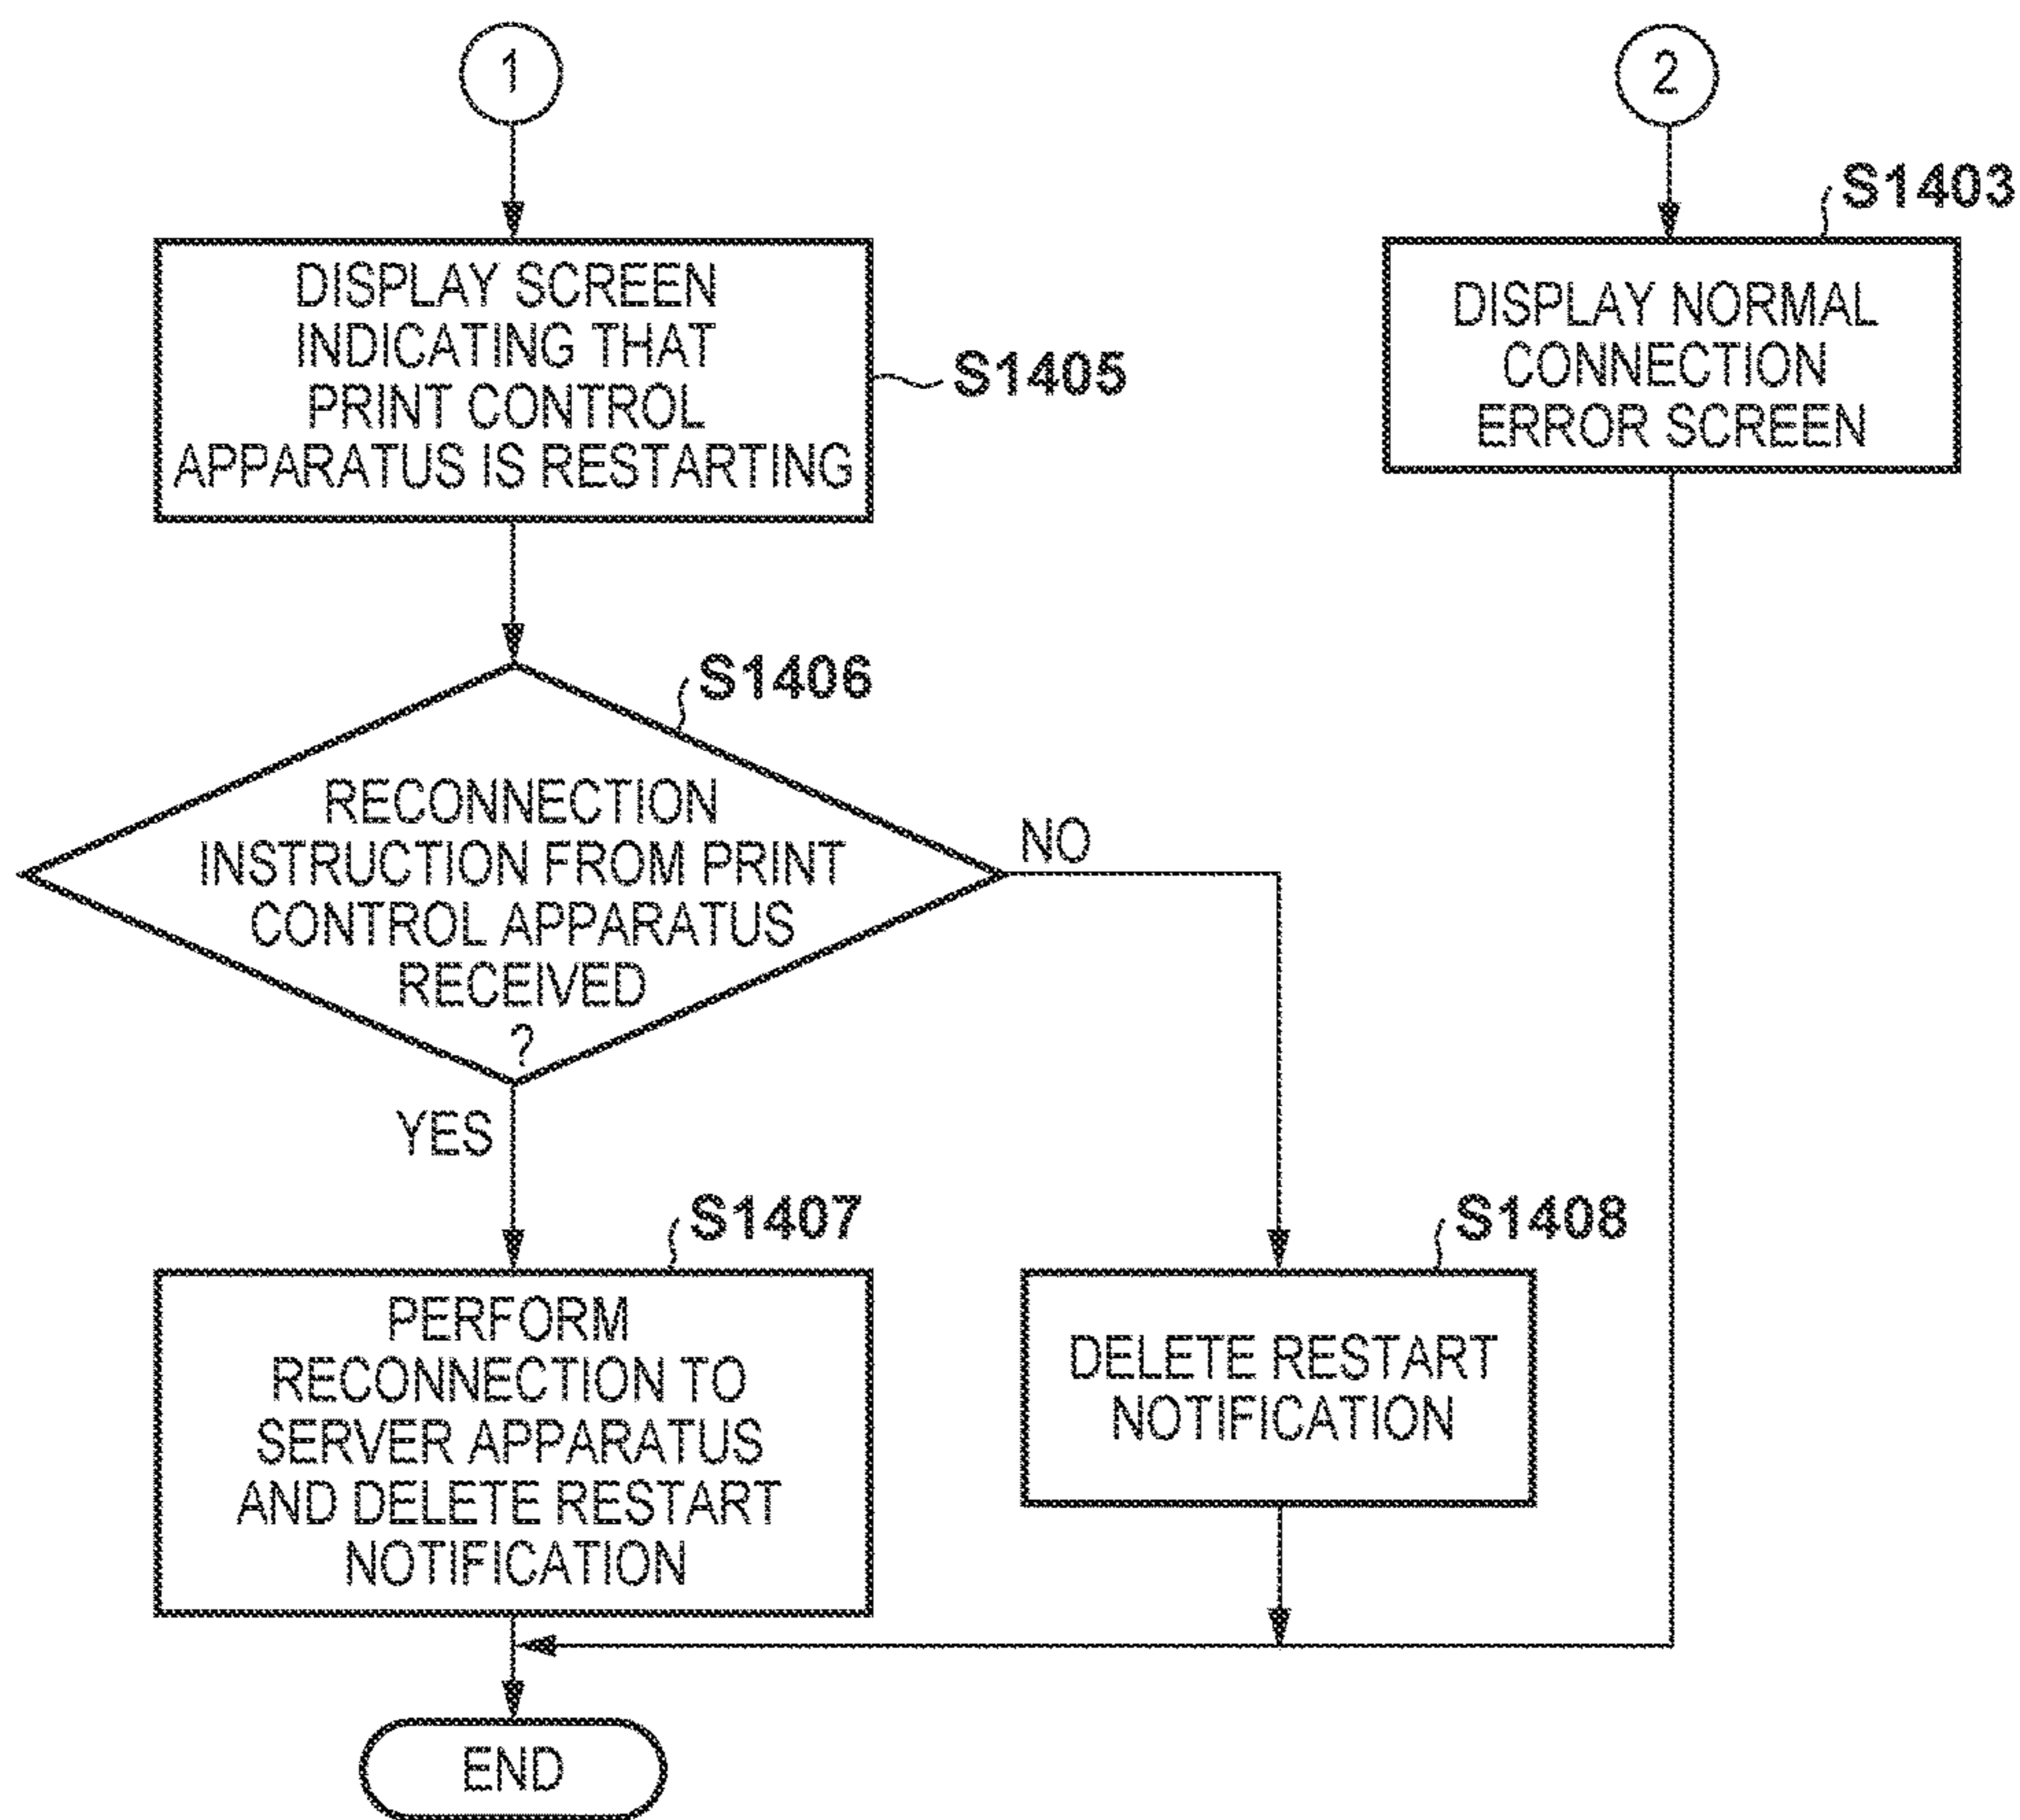 1
2
S1403
DISPLAY SCREEN
INDICATING THAT
PRINT CONTROL
APPARATUS IS RESTARTING
S1405
DISPLAY NORMAL
CONNECTION
ERROR SCREEN
S1406
RECONNECTION
INSTRUCTION FROM PRINT
CONTROL APPARATUS
RECEIVED
?
NO
YES
S1407
PERFORM
RECONNECTION TO
SERVER APPARATUS
AND DELETE RESTART
NOTIFICATION
S1408
DELETE RESTART
NOTIFICATION
END